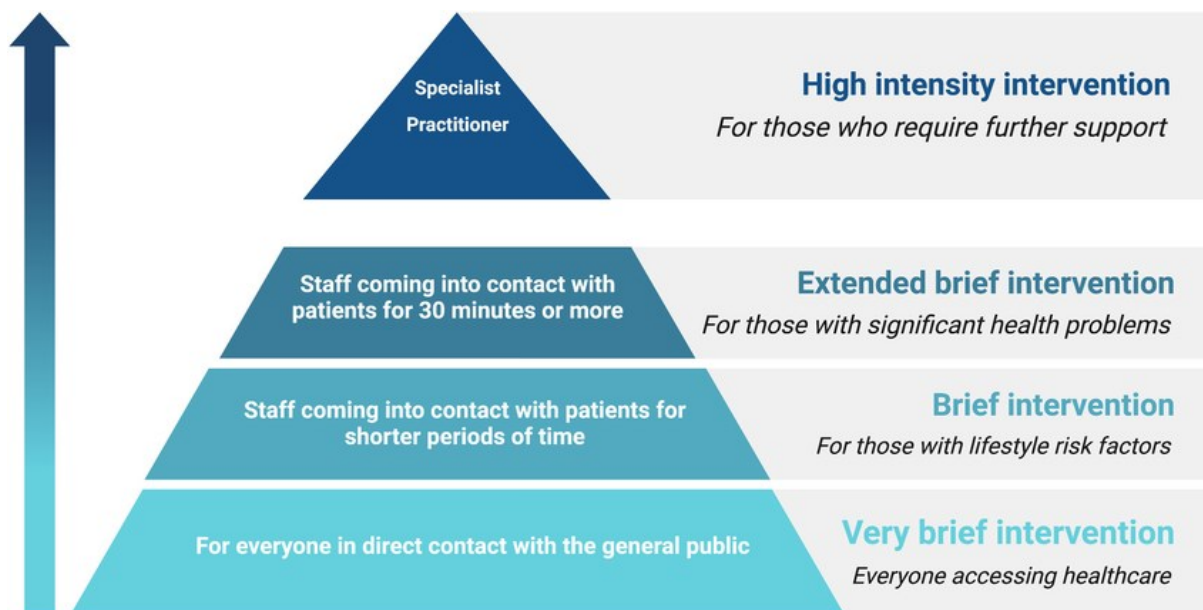 Specialist
Practitioner
High intensity intervention
For those who require further support
Staff coming into contact with
patients for 30 minutes or more
Extended brief intervention
For those with significant health problems
Staff coming into contact with patients for
shorter periods of time
Brief intervention
For those with lifestyle risk factors
For everyone in direct contact with the general public
Very brief intervention
Everyone accessing healthcare